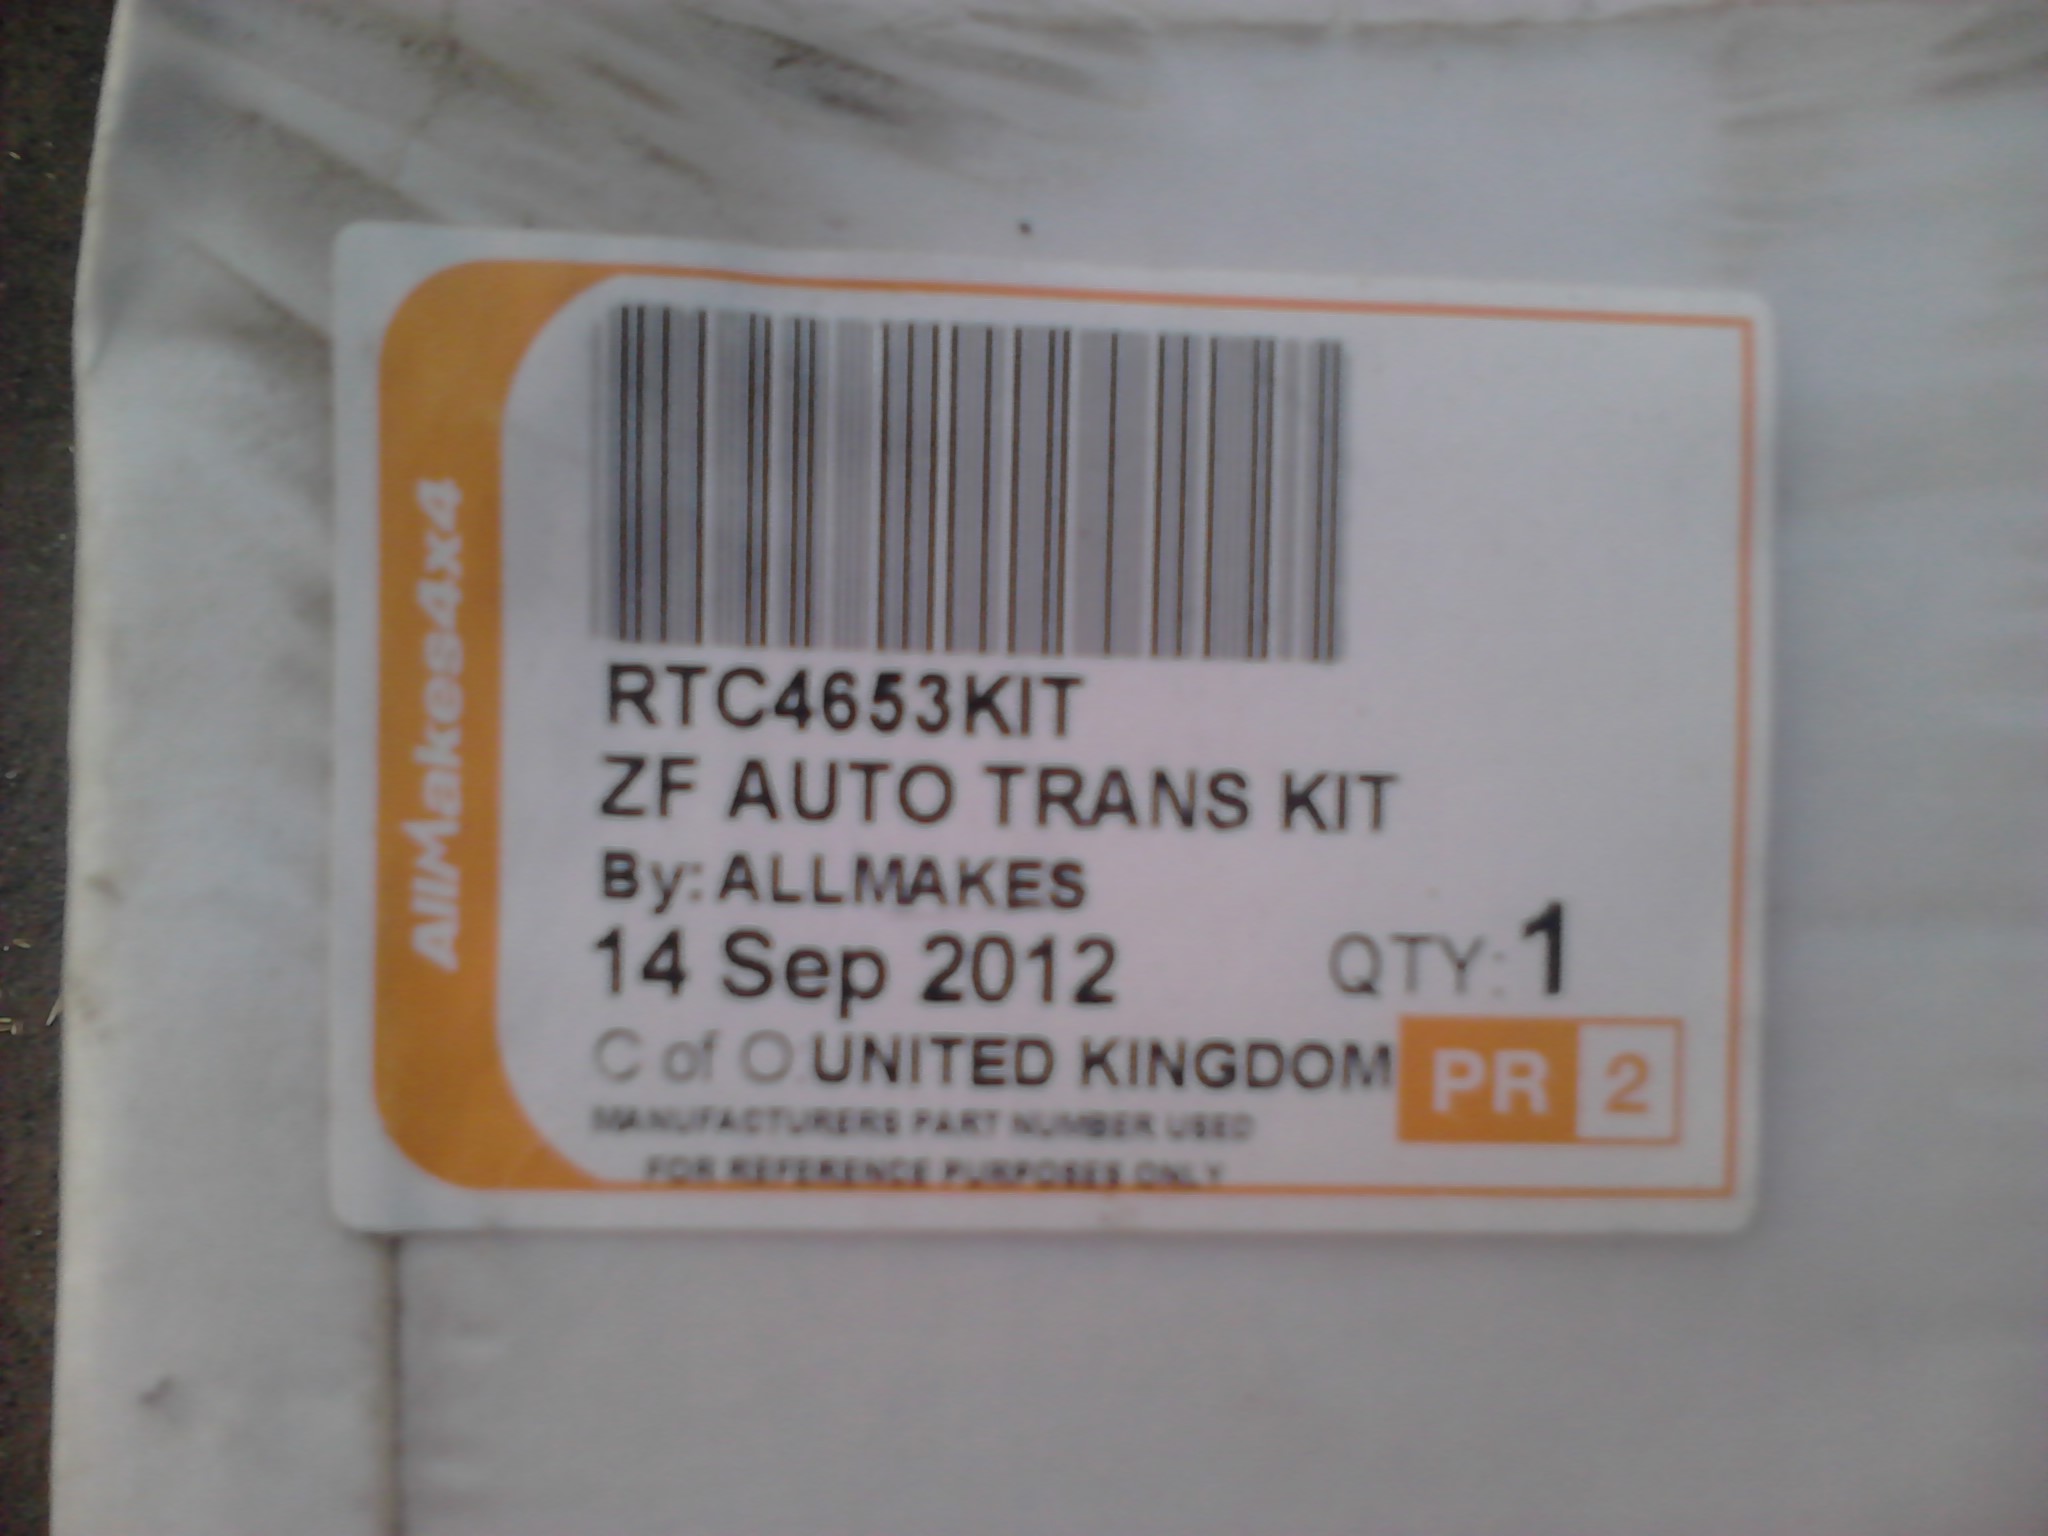 AllMakes4x4
RTC4653KIT
ZF AUTO TRANS KIT
By: ALLMAKES
14 Sep 2012 QTY: 1
C of O: UNITED KINGDOM PR 2
MANUFACTURERS PART NUMBER USED
FOR REFERENCE PURPOSES ONLY